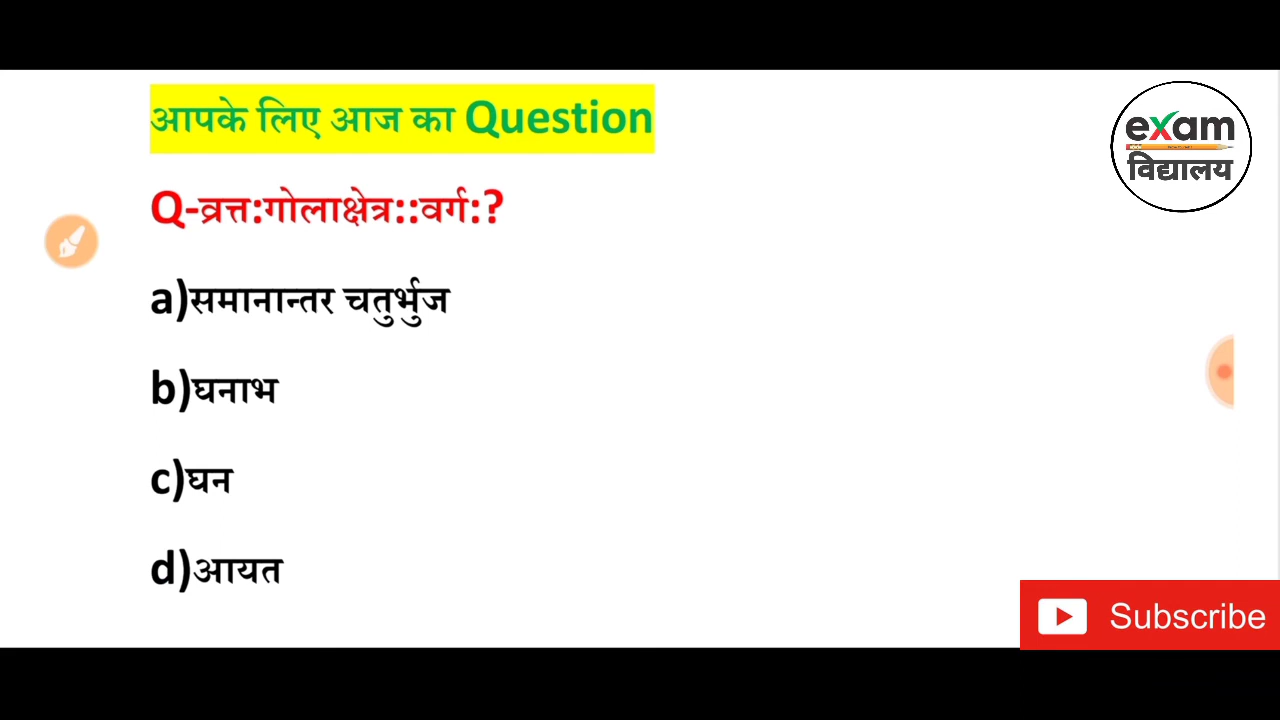 आपके लिए आज का Question
exam
विद्यालय
Q-व्रत्त:गोलाक्षेत्र::वर्ग:?
a)समानान्तर चतुर्भुज
b)घनाभ
c)घन
d)आयत
Subscribe